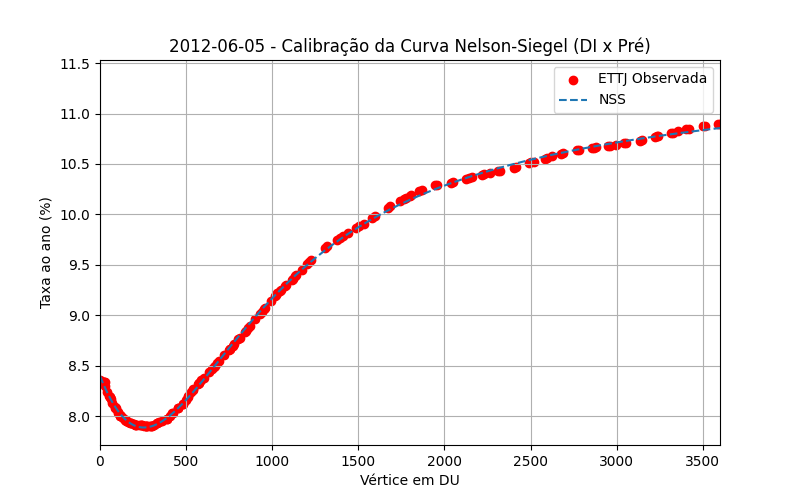 2012-06-05 - Calibração da Curva Nelson-Siegel (DI x Pré)
ETTJ Observada
NSS
Taxa ao ano (%)
11.5
11.0
10.5
10.0
9.5
9.0
8.5
8.0
0 500 1000 1500 2000 2500 3000 3500
Vértice em DU